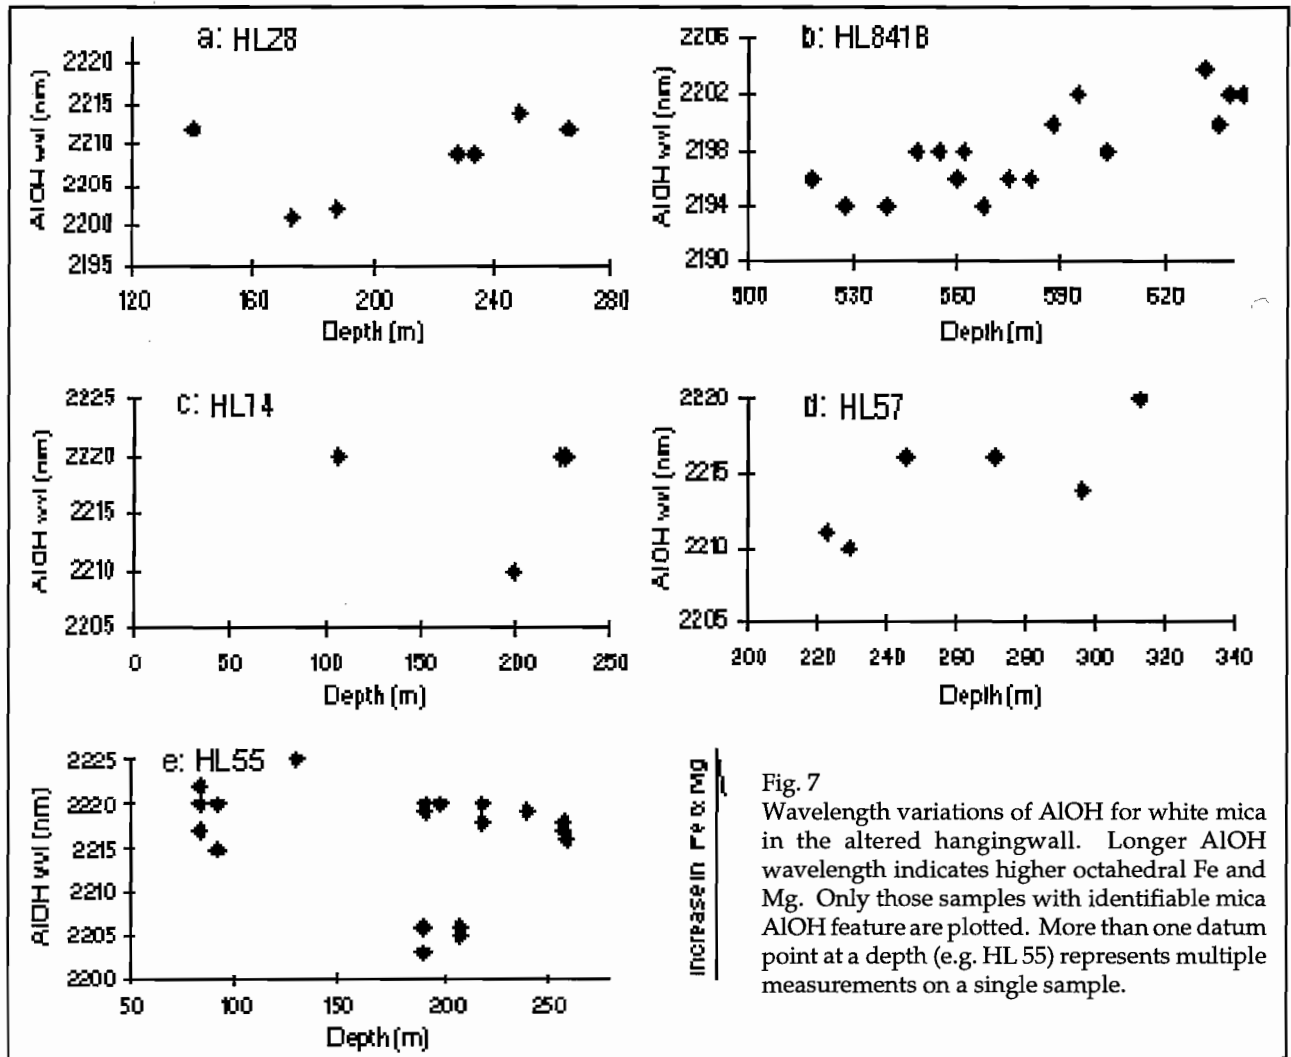 a: HL28
AlOH wvl (nm)
2220
2215
2210
2205
2200
2195
120 160 200 240 280
Depth (m)
b: HL841B
AlOH wvl (nm)
2206
2202
2198
2194
2190
500 530 560 590 620
Depth (m)
c: HL14
AlOH wvl (nm)
2225
2220
2215
2210
2205
0 50 100 150 200 250
Depth (m)
d: HL57
AlOH wvl (nm)
2220
2215
2210
2205
200 220 240 260 280 300 320 340
Depth (m)
e: HL55
AlOH wvl (nm)
2225
2220
2215
2210
2205
2200
50 100 150 200 250
Depth (m)
Increase in Fe & Mg
Fig. 7
Wavelength variations of AlOH for white mica
in the altered hangingwall. Longer AlOH
wavelength indicates higher octahedral Fe and
Mg. Only those samples with identifiable mica
AlOH feature are plotted. More than one datum
point at a depth (e.g. HL 55) represents multiple
measurements on a single sample.